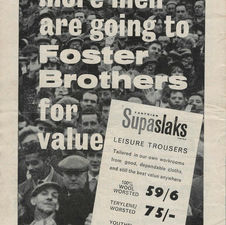 more men
are going to
Foster
Brothers
for
value
Supaslaks
LEISURE TROUSERS
Tailored in our own workrooms
from good, dependable cloths,
and still the best value anywhere
100%
WOOL
WORSTED 59/6
TERYLENE/
WORSTED 75/-